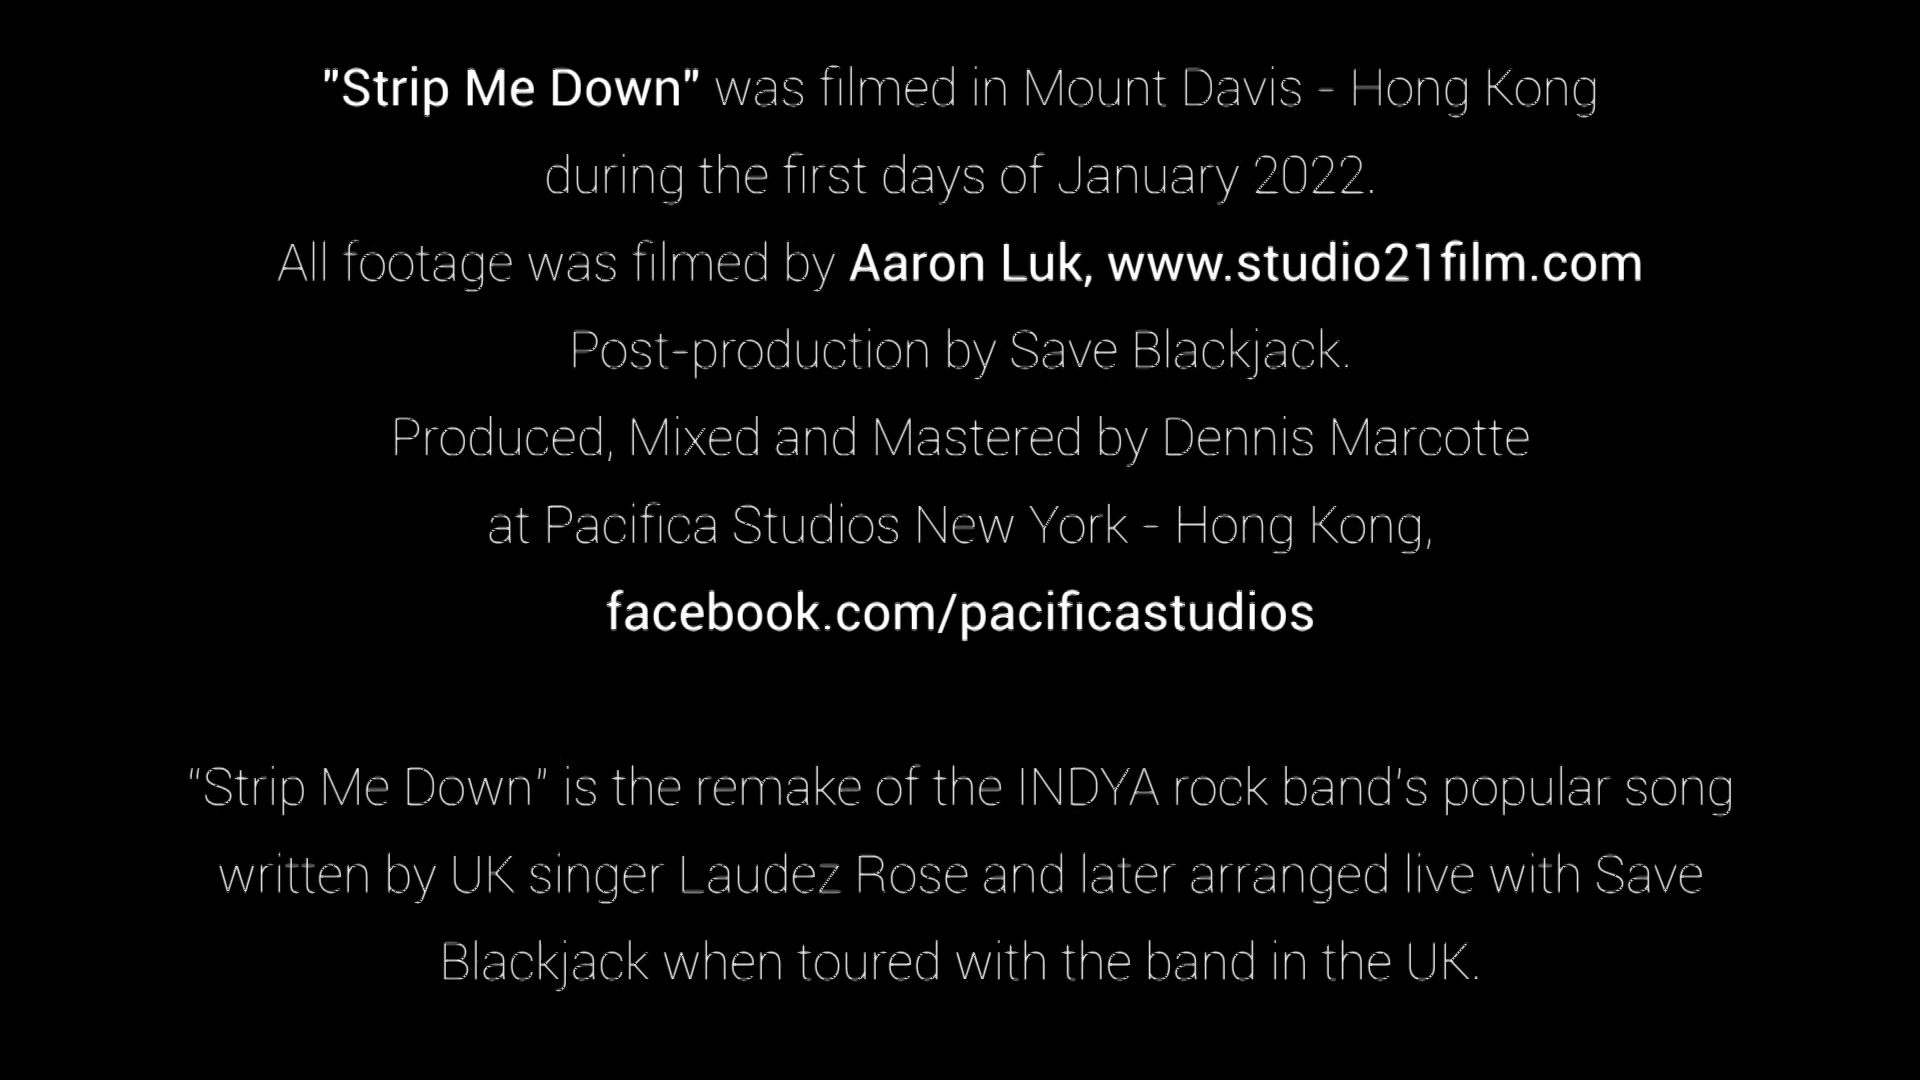 "Strip Me Down" was filmed in Mount Davis - Hong Kong
during the first days of January 2022.
All footage was filmed by Aaron Luk, www.studio21film.com
Post-production by Save Blackjack.
Produced, Mixed and Mastered by Dennis Marcotte
at Pacifica Studios New York - Hong Kong,
facebook.com/pacificastudios
"Strip Me Down" is the remake of the INDYA rock band's popular song
written by UK singer Laudez Rose and later arranged live with Save
Blackjack when toured with the band in the UK.